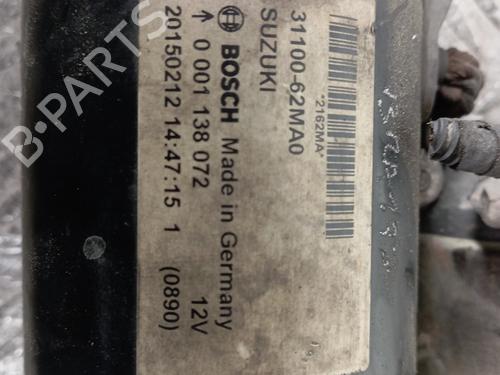 31100-62MA0
*2162MA*
SUZUKI
BOSCH Made in Germany
0 001 138 072 12V
20150212 14:47:15 1 (0890)